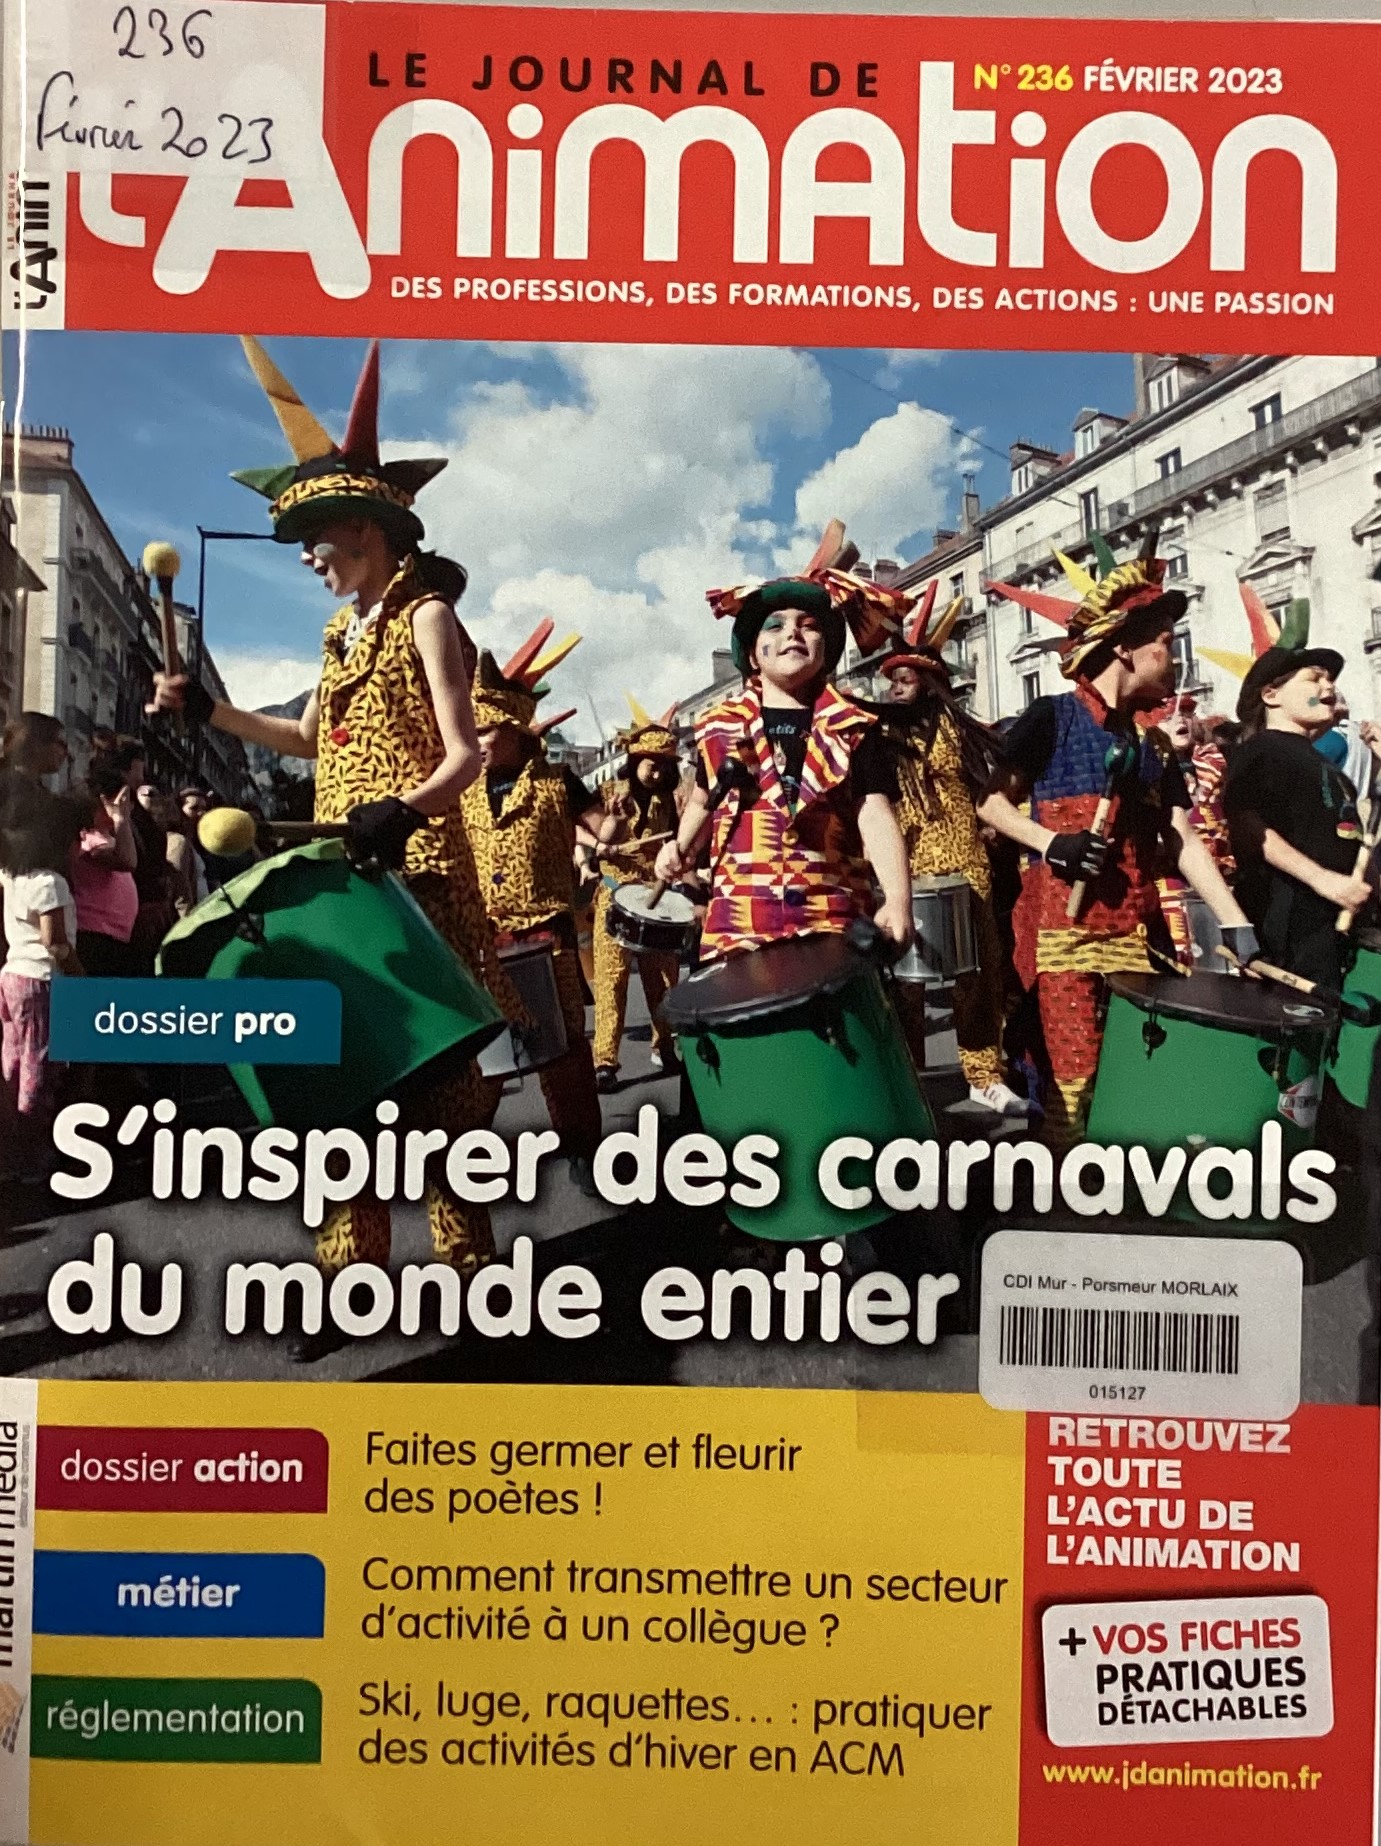 236
février 2023
LE JOURNAL DE
N° 236 FÉVRIER 2023
l'Animation
DES PROFESSIONS, DES FORMATIONS, DES ACTIONS : UNE PASSION
dossier pro
S'inspirer des carnavals
du monde entier
CDI Mur - Porsmeur MORLAIX
015127
dossier action
Faites germer et fleurir
des poètes !
métier
Comment transmettre un secteur
d'activité à un collègue ?
réglementation
Ski, luge, raquettes... : pratiquer
des activités d'hiver en ACM
RETROUVEZ
TOUTE
L'ACTU DE
L'ANIMATION
+ VOS FICHES
PRATIQUES
DÉTACHABLES
www.jdanimation.fr
martinmedia